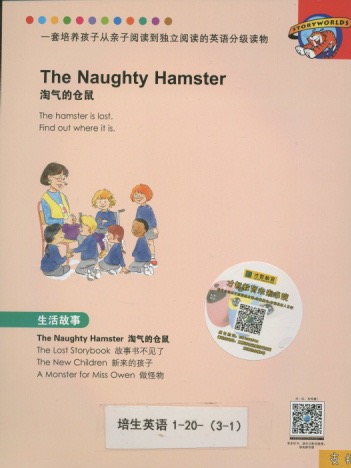 一套培养孩子从亲子阅读到独立阅读的英语分级读物
STORYWORLDS
The Naughty Hamster
淘气的仓鼠
The hamster is lost.
Find out where it is.
生活故事
The Naughty Hamster 淘气的仓鼠
The Lost Storybook 故事书不见了
The New Children 新来的孩子
A Monster for Miss Owen 做怪物
培生英语 1-20-（3-1）